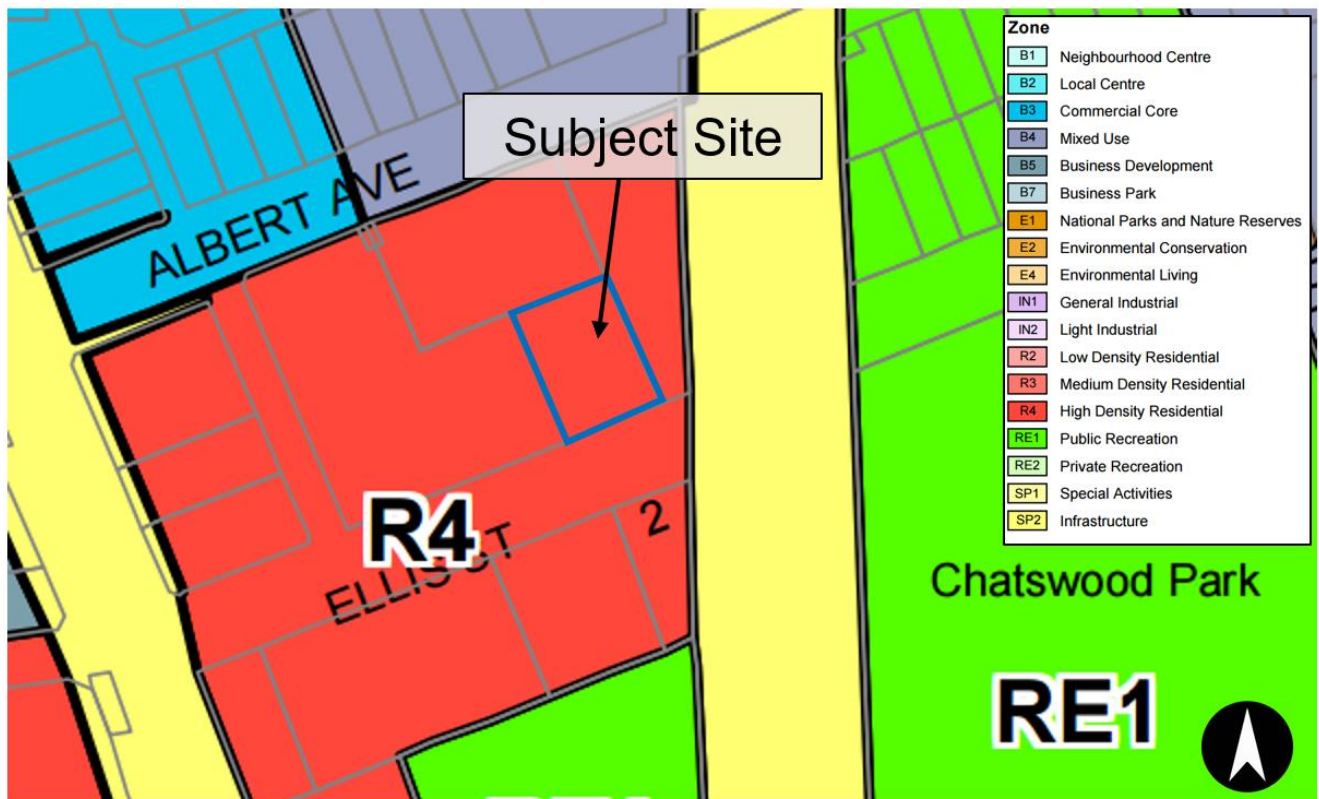 Subject Site
ALBERT AVE
R4
ELLIS ST
2
Chatswood Park
RE1
Zone
B1 Neighbourhood Centre
B2 Local Centre
B3 Commercial Core
B4 Mixed Use
B5 Business Development
B7 Business Park
E1 National Parks and Nature Reserves
E2 Environmental Conservation
E4 Environmental Living
IN1 General Industrial
IN2 Light Industrial
R2 Low Density Residential
R3 Medium Density Residential
R4 High Density Residential
RE1 Public Recreation
RE2 Private Recreation
SP1 Special Activities
SP2 Infrastructure